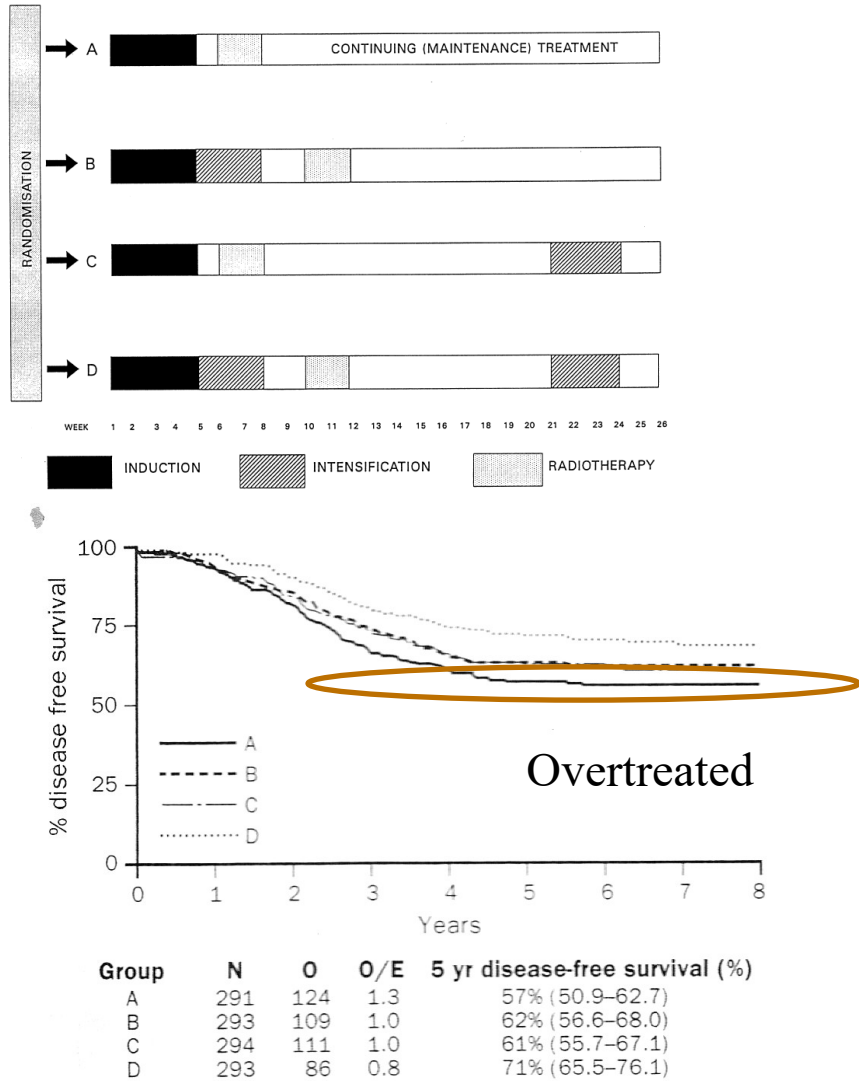 RANDOMISATION
A
CONTINUING (MAINTENANCE) TREATMENT
B
C
D
WEEK 1 2 3 4 5 6 7 8 9 10 11 12 13 14 15 16 17 18 19 20 21 22 23 24 25 26
INDUCTION
INTENSIFICATION
RADIOTHERAPY
% disease free survival
100
75
50
25
0
A
B
C
D
Overtreated
0 1 2 3 4 5 6 7 8
Years
Group N O O/E 5 yr disease-free survival (%)
A 291 124 1.3 57% (50.9–62.7)
B 293 109 1.0 62% (56.6–68.0)
C 294 111 1.0 61% (55.7–67.1)
D 293 86 0.8 71% (65.5–76.1)